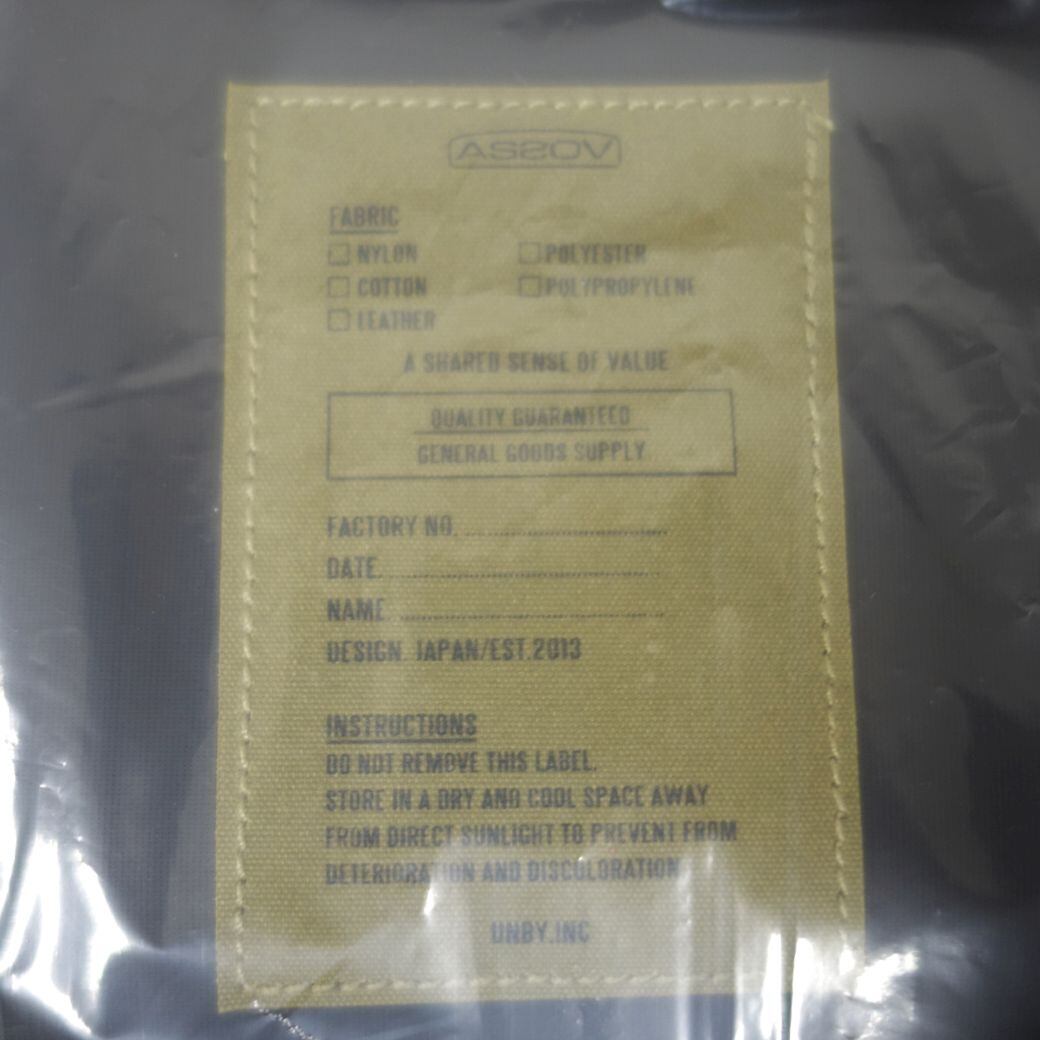 AS2OV
FABRIC
□ NYLON □ POLYESTER
□ COTTON □ POLYPROPYLENE
□ LEATHER
A SHARED SENSE OF VALUE
QUALITY GUARANTEED
GENERAL GOODS SUPPLY
FACTORY NO.
DATE.
NAME.
DESIGN. JAPAN/EST.2013
INSTRUCTIONS
DO NOT REMOVE THIS LABEL.
STORE IN A DRY AND COOL SPACE AWAY
FROM DIRECT SUNLIGHT TO PREVENT FROM
DETERIORATION AND DISCOLORATION
UNBY.INC